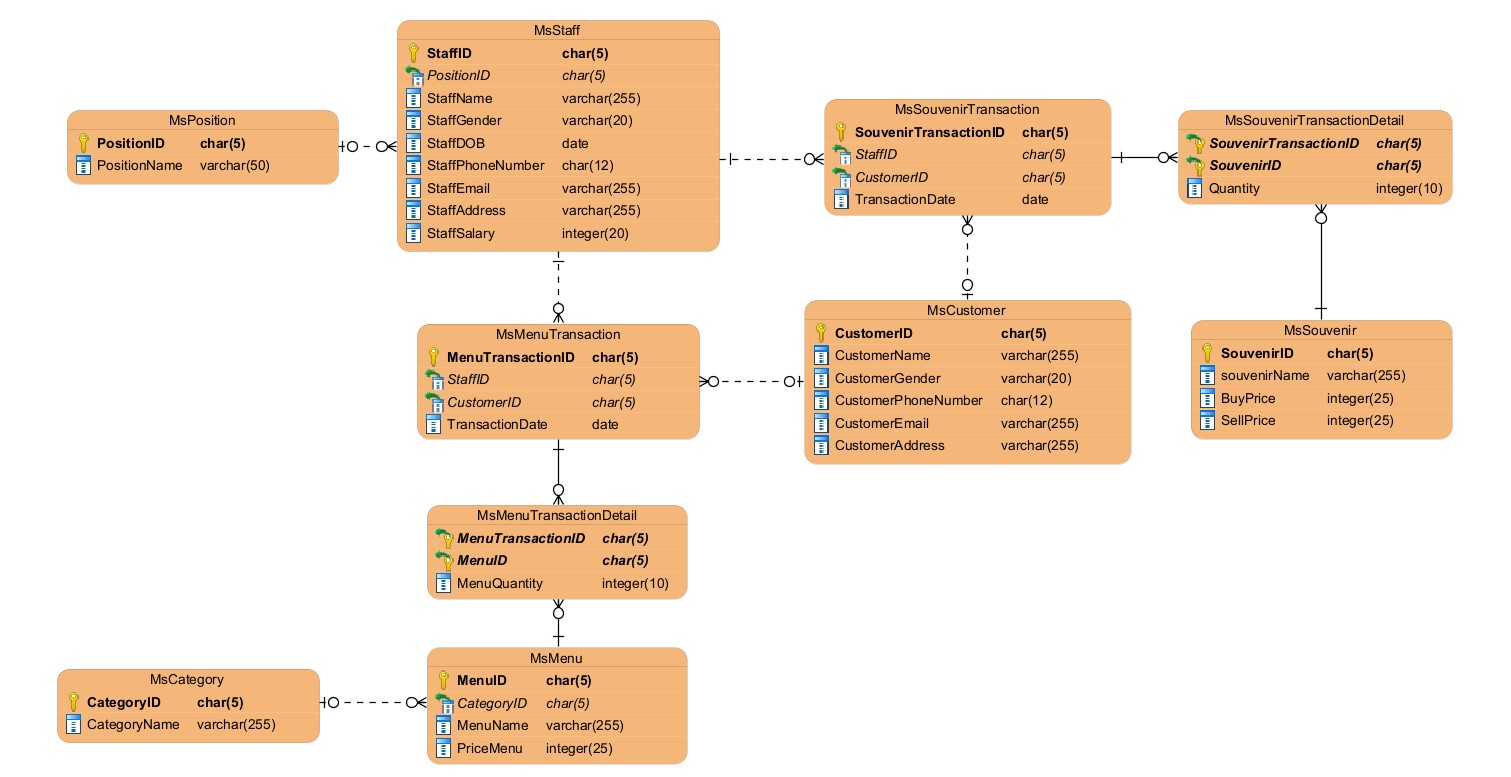 MsStaff
StaffID char(5)
PositionID char(5)
StaffName varchar(255)
StaffGender varchar(20)
StaffDOB date
StaffPhoneNumber char(12)
StaffEmail varchar(255)
StaffAddress varchar(255)
StaffSalary integer(20)
MsPosition
PositionID char(5)
PositionName varchar(50)
MsSouvenirTransaction
SouvenirTransactionID char(5)
StaffID char(5)
CustomerID char(5)
TransactionDate date
MsSouvenirTransactionDetail
SouvenirTransactionID char(5)
SouvenirID char(5)
Quantity integer(10)
MsMenuTransaction
MenuTransactionID char(5)
StaffID char(5)
CustomerID char(5)
TransactionDate date
MsCustomer
CustomerID char(5)
CustomerName varchar(255)
CustomerGender varchar(20)
CustomerPhoneNumber char(12)
CustomerEmail varchar(255)
CustomerAddress varchar(255)
MsSouvenir
SouvenirID char(5)
souvenirName varchar(255)
BuyPrice integer(25)
SellPrice integer(25)
MsMenuTransactionDetail
MenuTransactionID char(5)
MenuID char(5)
MenuQuantity integer(10)
MsCategory
CategoryID char(5)
CategoryName varchar(255)
MsMenu
MenuID char(5)
CategoryID char(5)
MenuName varchar(255)
PriceMenu integer(25)